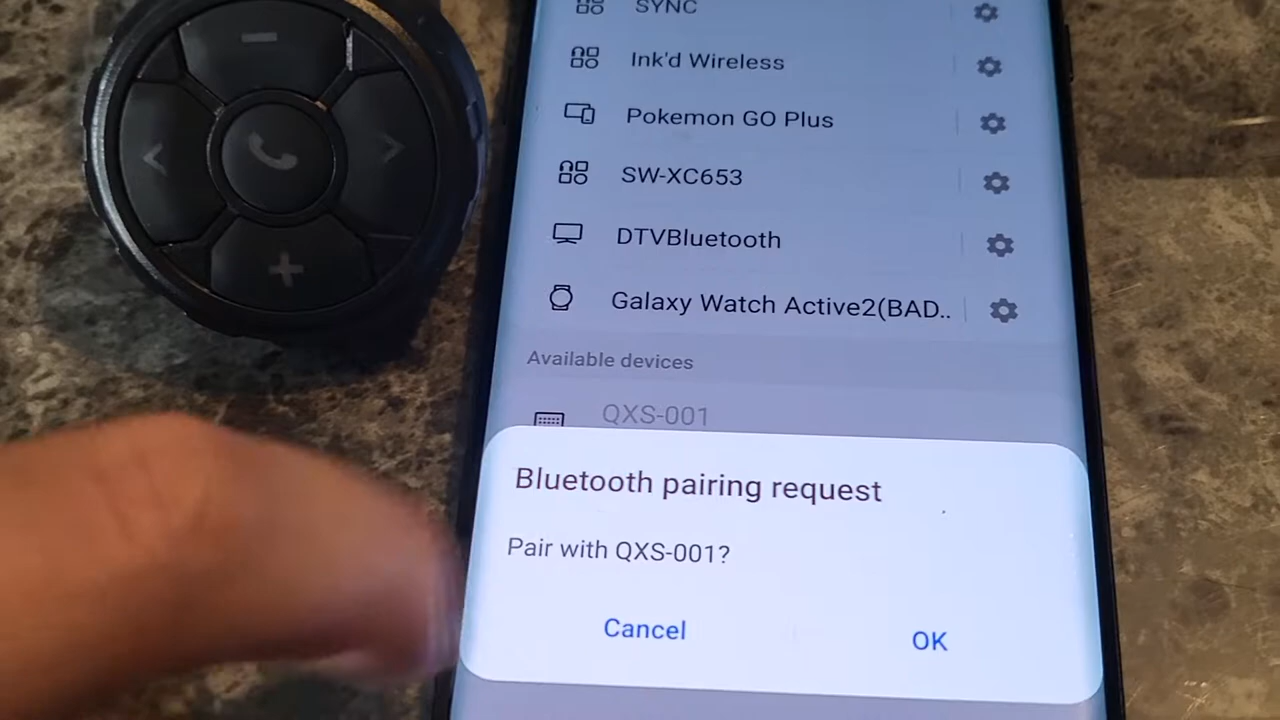 SYNC
Ink'd Wireless
Pokemon GO Plus
SW-XC653
DTVBluetooth
Galaxy Watch Active2(BAD..
Available devices
QXS-001
Bluetooth pairing request
Pair with QXS-001?
Cancel OK